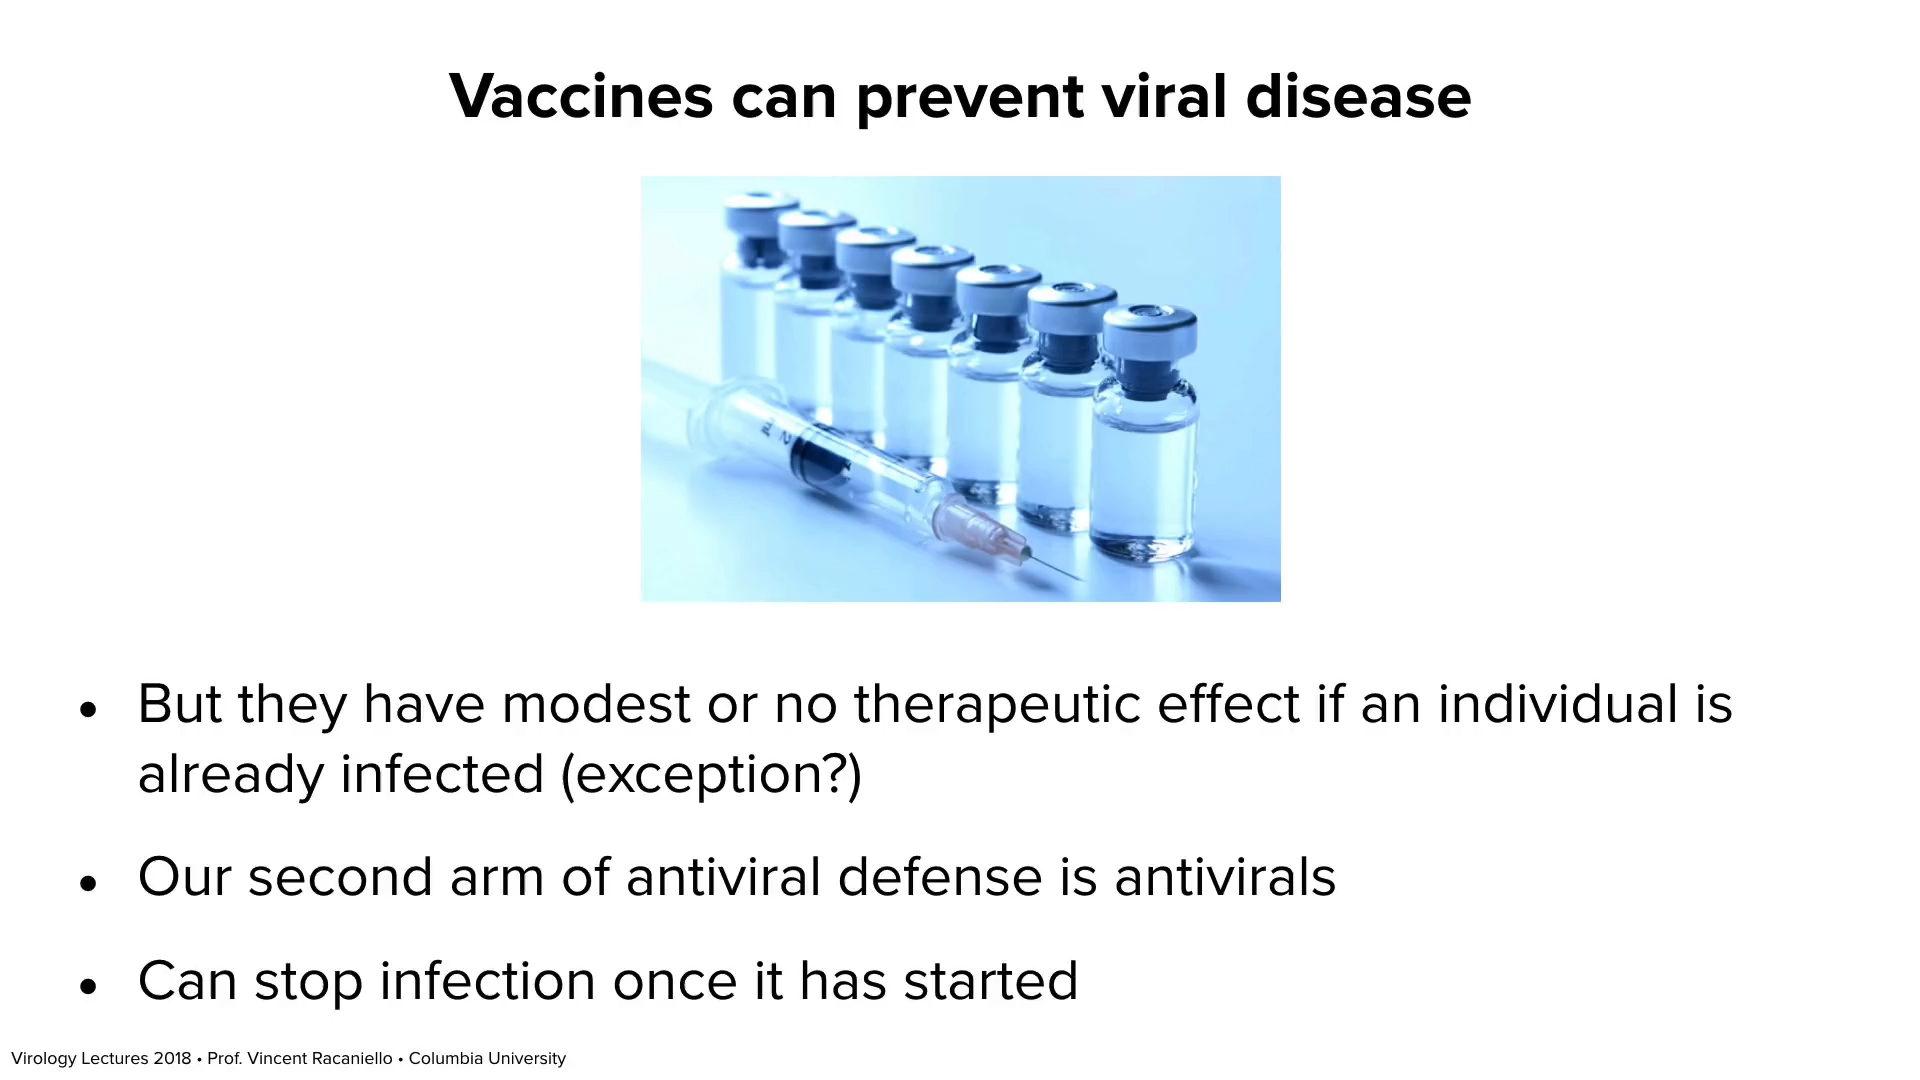 Vaccines can prevent viral disease
mL
2
• But they have modest or no therapeutic effect if an individual is
already infected (exception?)
• Our second arm of antiviral defense is antivirals
• Can stop infection once it has started
Virology Lectures 2018 • Prof. Vincent Racaniello • Columbia University